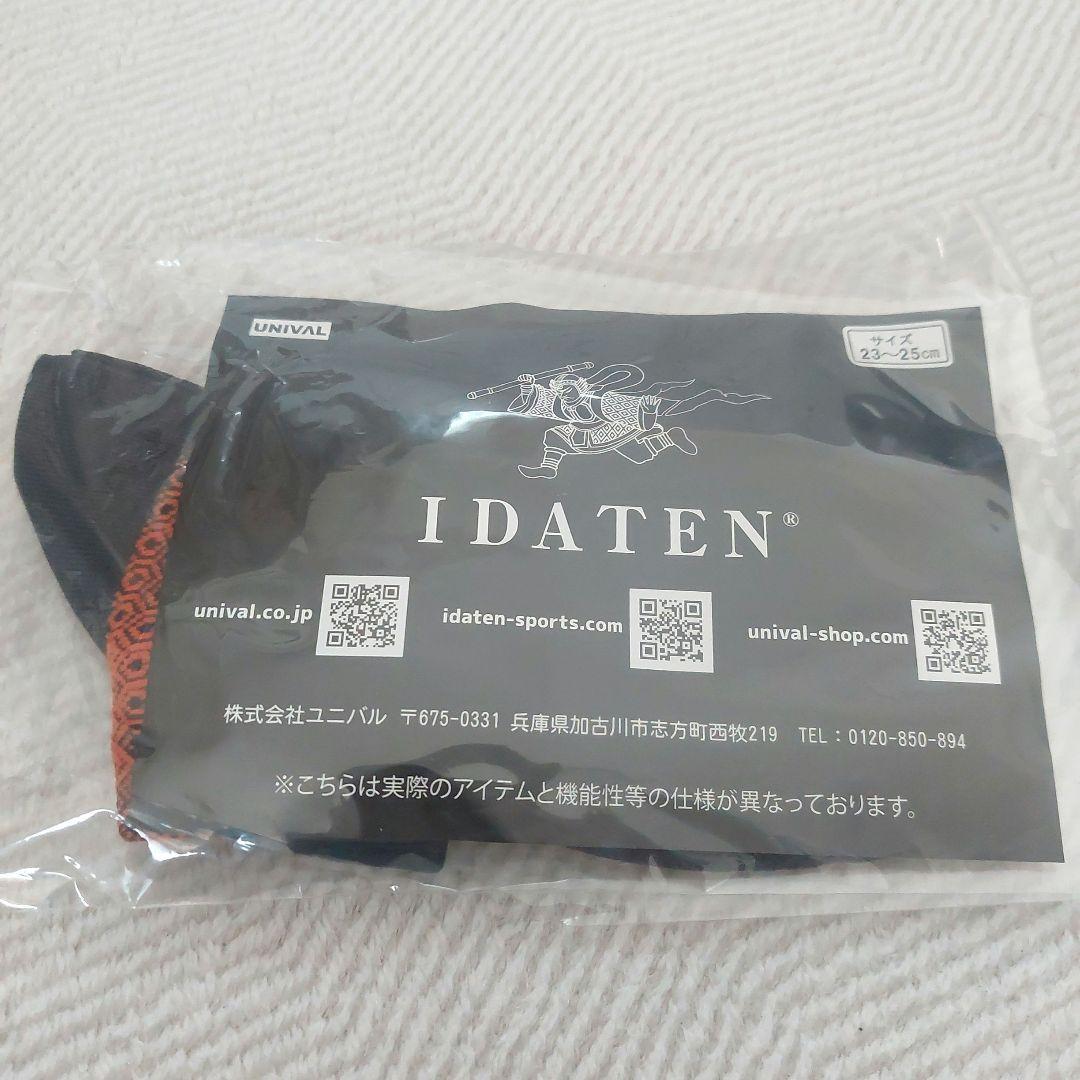 UNIVAL
サイズ
23～25cm
IDATEN®
unival.co.jp
idaten-sports.com
unival-shop.com
株式会社ユニバル 〒675-0331 兵庫県加古川市志方町西牧219 TEL：0120-850-894
※こちらは実際のアイテムと機能性等の仕様が異なっております。